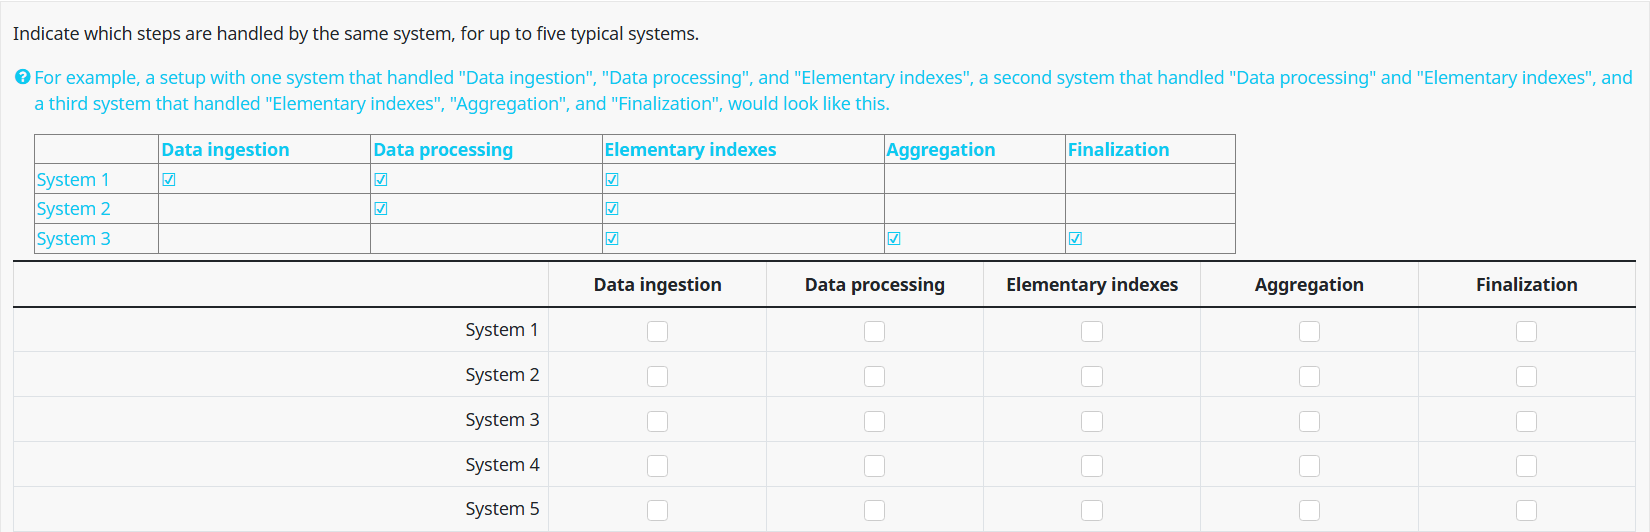 Indicate which steps are handled by the same system, for up to five typical systems.
For example, a setup with one system that handled "Data ingestion", "Data processing", and "Elementary indexes", a second system that handled "Data processing" and "Elementary indexes", and
a third system that handled "Elementary indexes", "Aggregation", and "Finalization", would look like this.
Data ingestion Data processing Elementary indexes Aggregation Finalization
System 1 ☑ ☑ ☑
System 2 ☑ ☑
System 3 ☑ ☑ ☑
Data ingestion Data processing Elementary indexes Aggregation Finalization
System 1
System 2
System 3
System 4
System 5